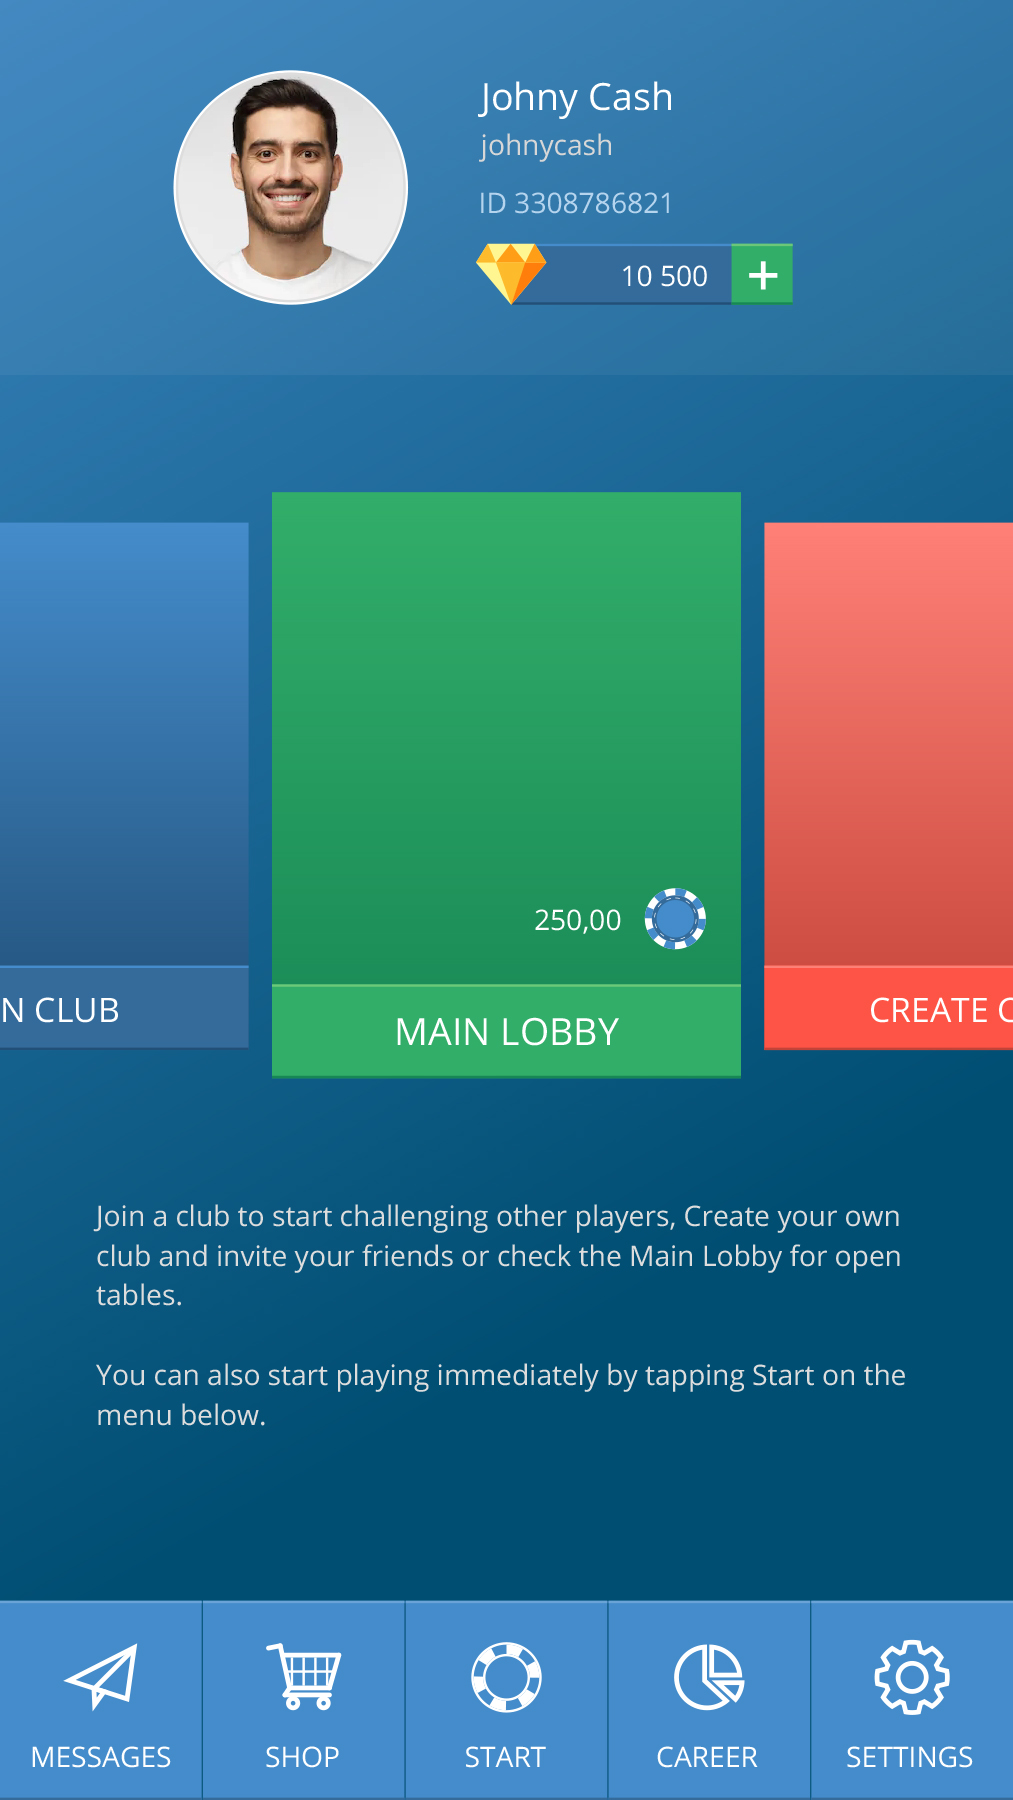 Johny Cash
johnycash
ID 3308786821
10 500
250,00
N CLUB
MAIN LOBBY
CREATE
Join a club to start challenging other players, Create your own
club and invite your friends or check the Main Lobby for open
tables.
You can also start playing immediately by tapping Start on the
menu below.
MESSAGES
SHOP
START
CAREER
SETTINGS